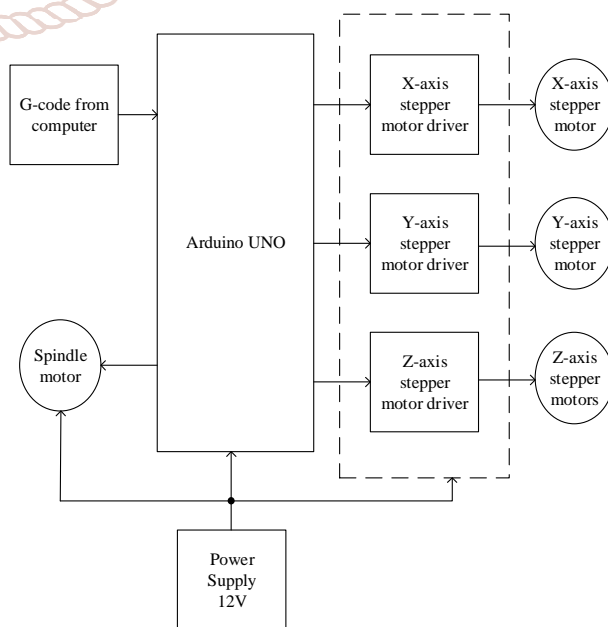 G-code from
computer
Arduino UNO
X-axis
stepper
motor driver
X-axis
stepper
motor
Y-axis
stepper
motor driver
Y-axis
stepper
motor
Spindle
motor
Z-axis
stepper
motor driver
Z-axis
stepper
motors
Power
Supply
12V